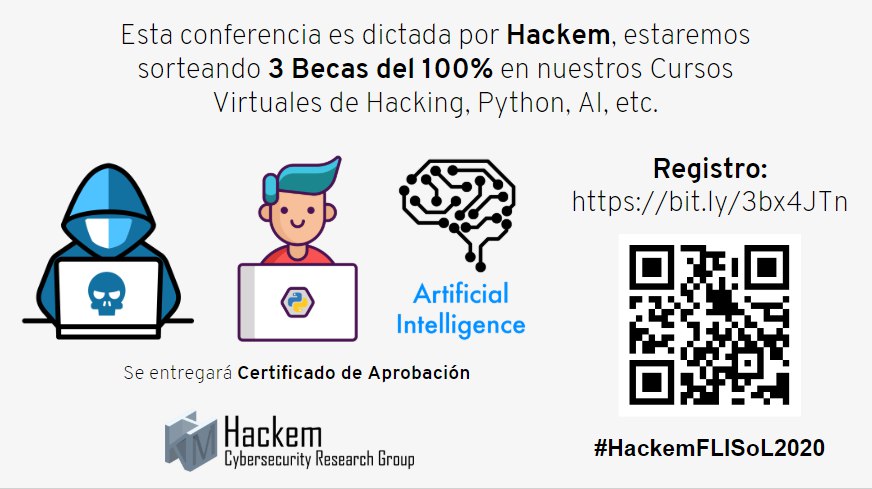 Esta conferencia es dictada por Hackem, estaremos
sorteando 3 Becas del 100% en nuestros Cursos
Virtuales de Hacking, Python, AI, etc.
Registro:
https://bit.ly/3bx4JTn
Artificial
Intelligence
Se entregará Certificado de Aprobación
Hackem
Cybersecurity Research Group
#HackemFLISoL2020